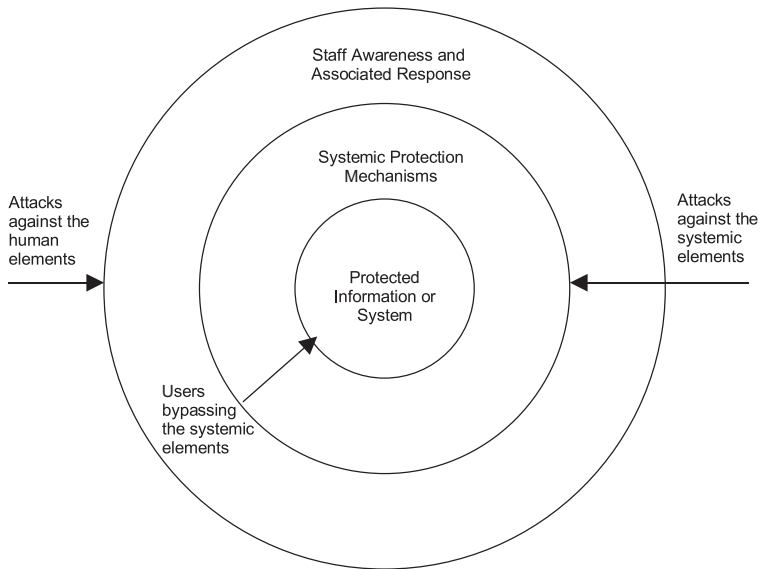 Staff Awareness and
Associated Response
Systemic Protection
Mechanisms
Attacks
against the
human
elements
Attacks
against the
systemic
elements
Protected
Information or
System
Users
bypassing
the systemic
elements